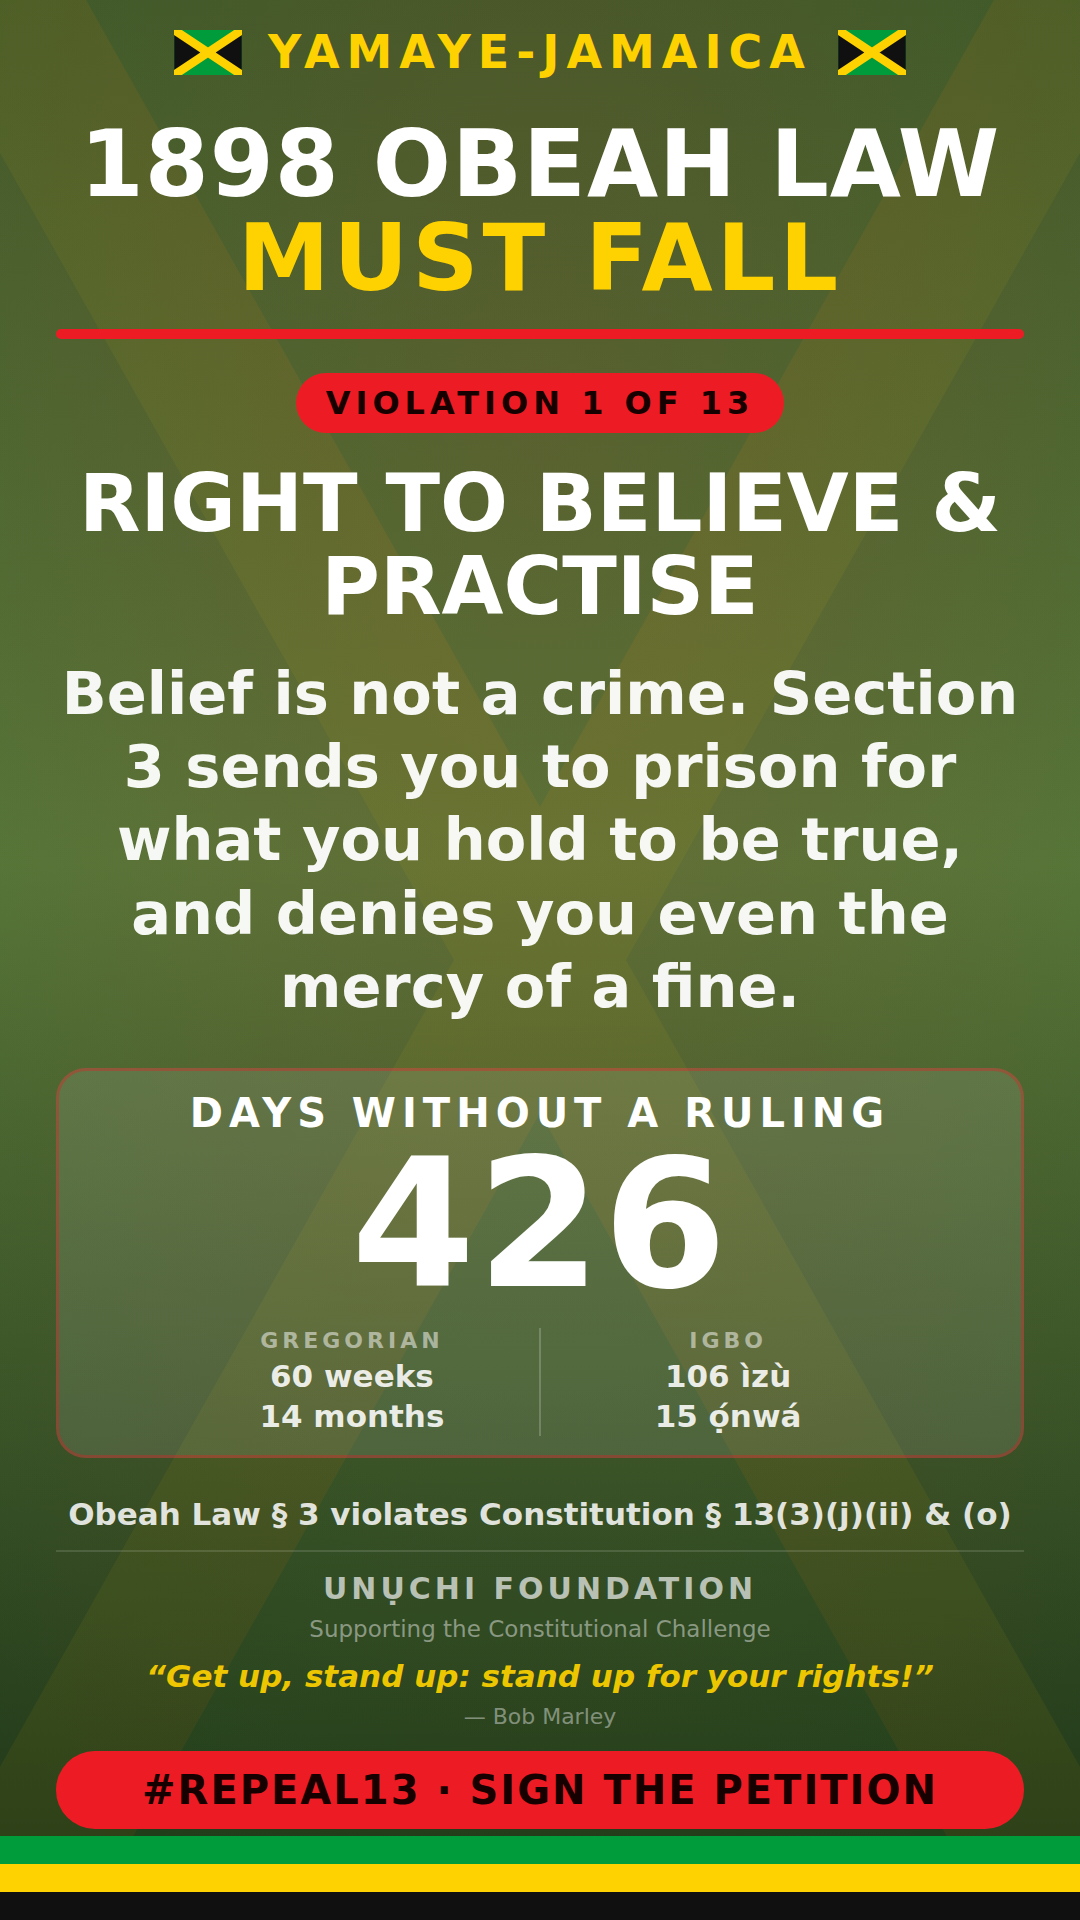 YAMAYE-JAMAICA
1898 OBEAH LAW
MUST FALL
VIOLATION 1 OF 13
RIGHT TO BELIEVE &
PRACTISE
Belief is not a crime. Section
3 sends you to prison for
what you hold to be true,
and denies you even the
mercy of a fine.
DAYS WITHOUT A RULING
426
GREGORIAN
60 weeks
14 months
IGBO
106 ìzù
15 ọ́nwá
Obeah Law § 3 violates Constitution § 13(3)(j)(ii) & (o)
UNỤCHI FOUNDATION
Supporting the Constitutional Challenge
“Get up, stand up: stand up for your rights!”
— Bob Marley
#REPEAL13 · SIGN THE PETITION